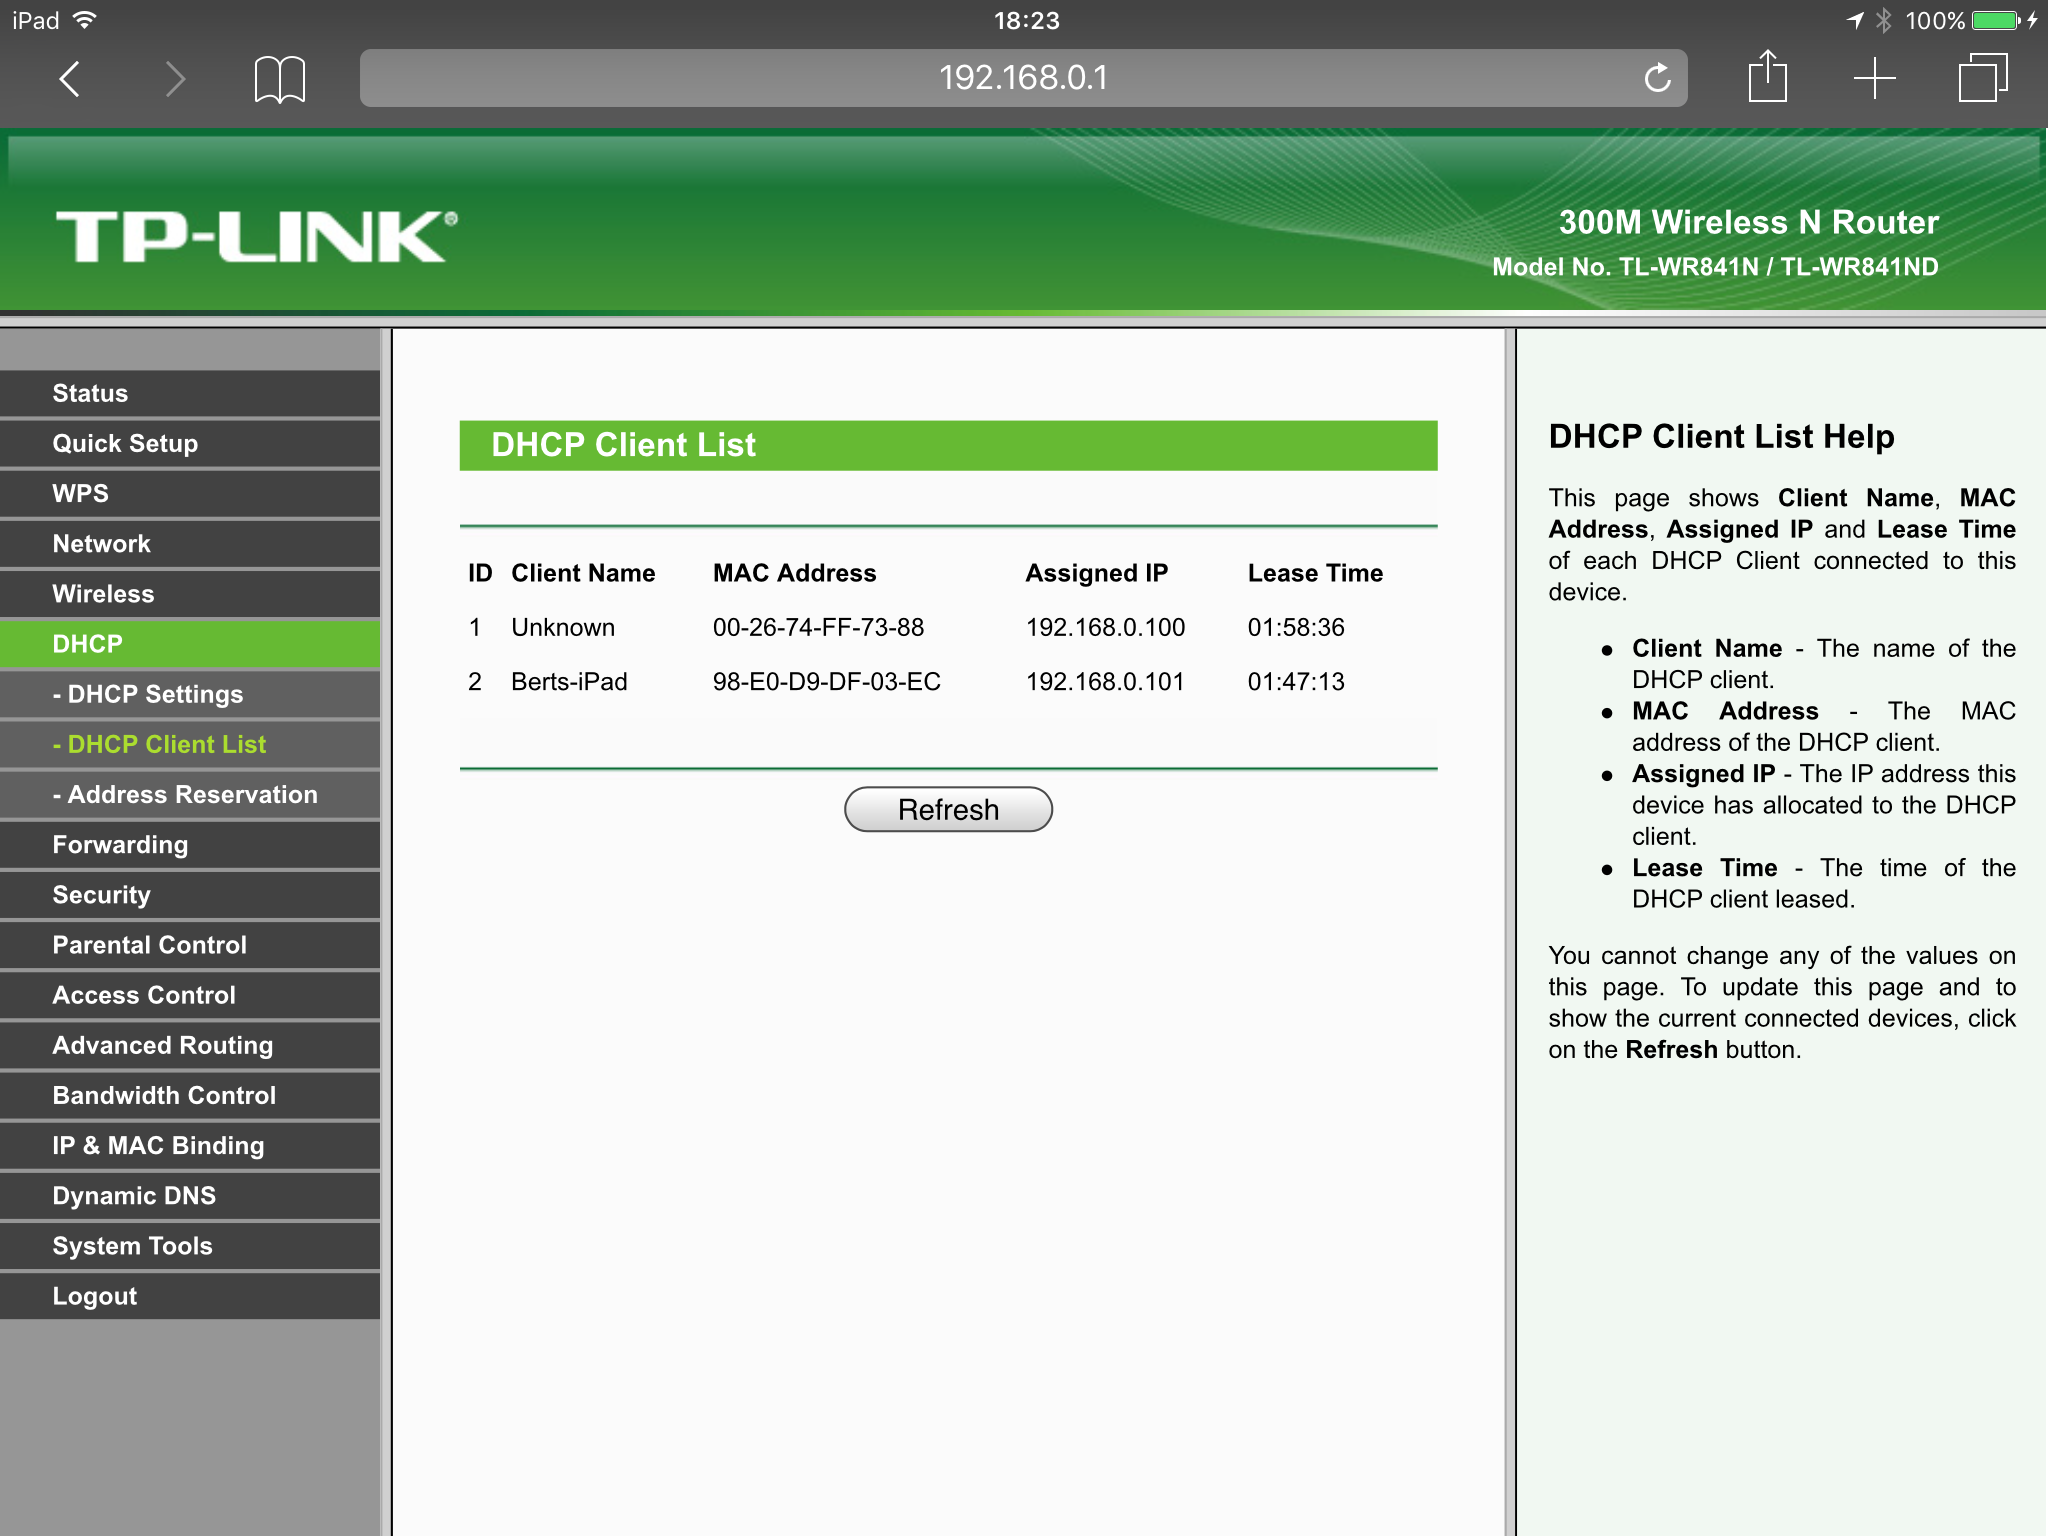 iPad 18:23 100%
192.168.0.1
TP-LINK®
300M Wireless N Router
Model No. TL-WR841N / TL-WR841ND
Status
Quick Setup
WPS
Network
Wireless
DHCP
- DHCP Settings
- DHCP Client List
- Address Reservation
Forwarding
Security
Parental Control
Access Control
Advanced Routing
Bandwidth Control
IP & MAC Binding
Dynamic DNS
System Tools
Logout
DHCP Client List
ID Client Name MAC Address Assigned IP Lease Time
1 Unknown 00-26-74-FF-73-88 192.168.0.100 01:58:36
2 Berts-iPad 98-E0-D9-DF-03-EC 192.168.0.101 01:47:13
Refresh
DHCP Client List Help
This page shows Client Name, MAC
Address, Assigned IP and Lease Time
of each DHCP Client connected to this
device.
● Client Name - The name of the
DHCP client.
● MAC Address - The MAC
address of the DHCP client.
● Assigned IP - The IP address this
device has allocated to the DHCP
client.
● Lease Time - The time of the
DHCP client leased.
You cannot change any of the values on
this page. To update this page and to
show the current connected devices, click
on the Refresh button.